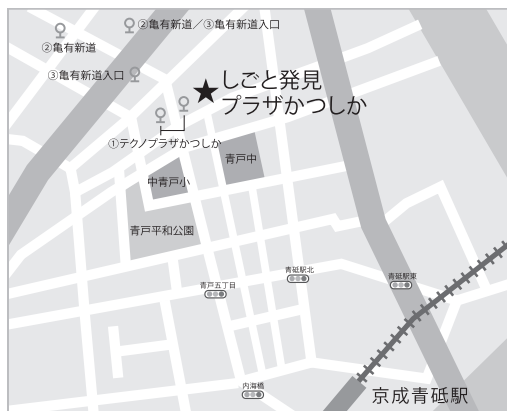 ②亀有新道／③亀有新道入口
②亀有新道
③亀有新道入口
しごと発見
プラザかつしか
①テクノプラザかつしか
青戸中
中青戸小
青戸平和公園
青砥駅北
青砥駅東
青戸五丁目
内海橋
京成青砥駅